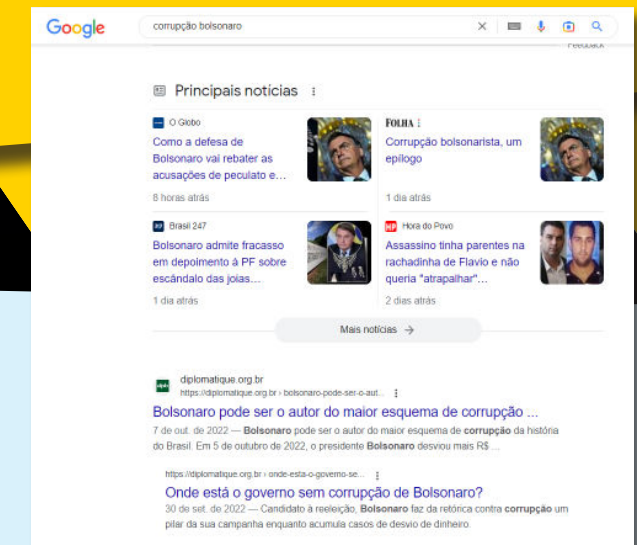 Google
corrupção bolsonaro
Feedback
Principais notícias
O Globo
Como a defesa de
Bolsonaro vai rebater as
acusações de peculato e…
8 horas atrás
FOLHA
Corrupção bolsonarista, um
epílogo
1 dia atrás
247
Brasil 247
Bolsonaro admite fracasso
em depoimento à PF sobre
escândalo das joias…
1 dia atrás
HP
Hora do Povo
Assassino tinha parentes na
rachadinha de Flavio e não
queria "atrapalhar"…
2 dias atrás
Mais notícias →
diplomatique.org.br
https://diplomatique.org.br › bolsonaro-pode-ser-o-aut...
Bolsonaro pode ser o autor do maior esquema de corrupção ...
7 de out. de 2022 — Bolsonaro pode ser o autor do maior esquema de corrupção da história
do Brasil. Em 5 de outubro de 2022, o presidente Bolsonaro desviou mais R$ ...
https://diplomatique.org.br › onde-esta-o-governo-se...
Onde está o governo sem corrupção de Bolsonaro?
30 de set. de 2022 — Candidato à reeleição, Bolsonaro faz da retórica contra corrupção um
pilar da sua campanha enquanto acumula casos de desvio de dinheiro.